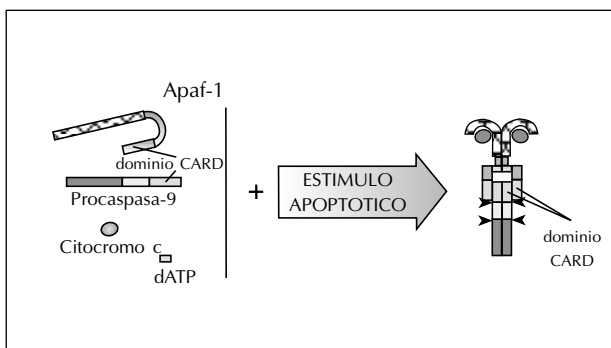 Apaf-1
dominio CARD
Procaspasa-9
Citocromo c
dATP
+
ESTIMULO
APOPTOTICO
dominio
CARD